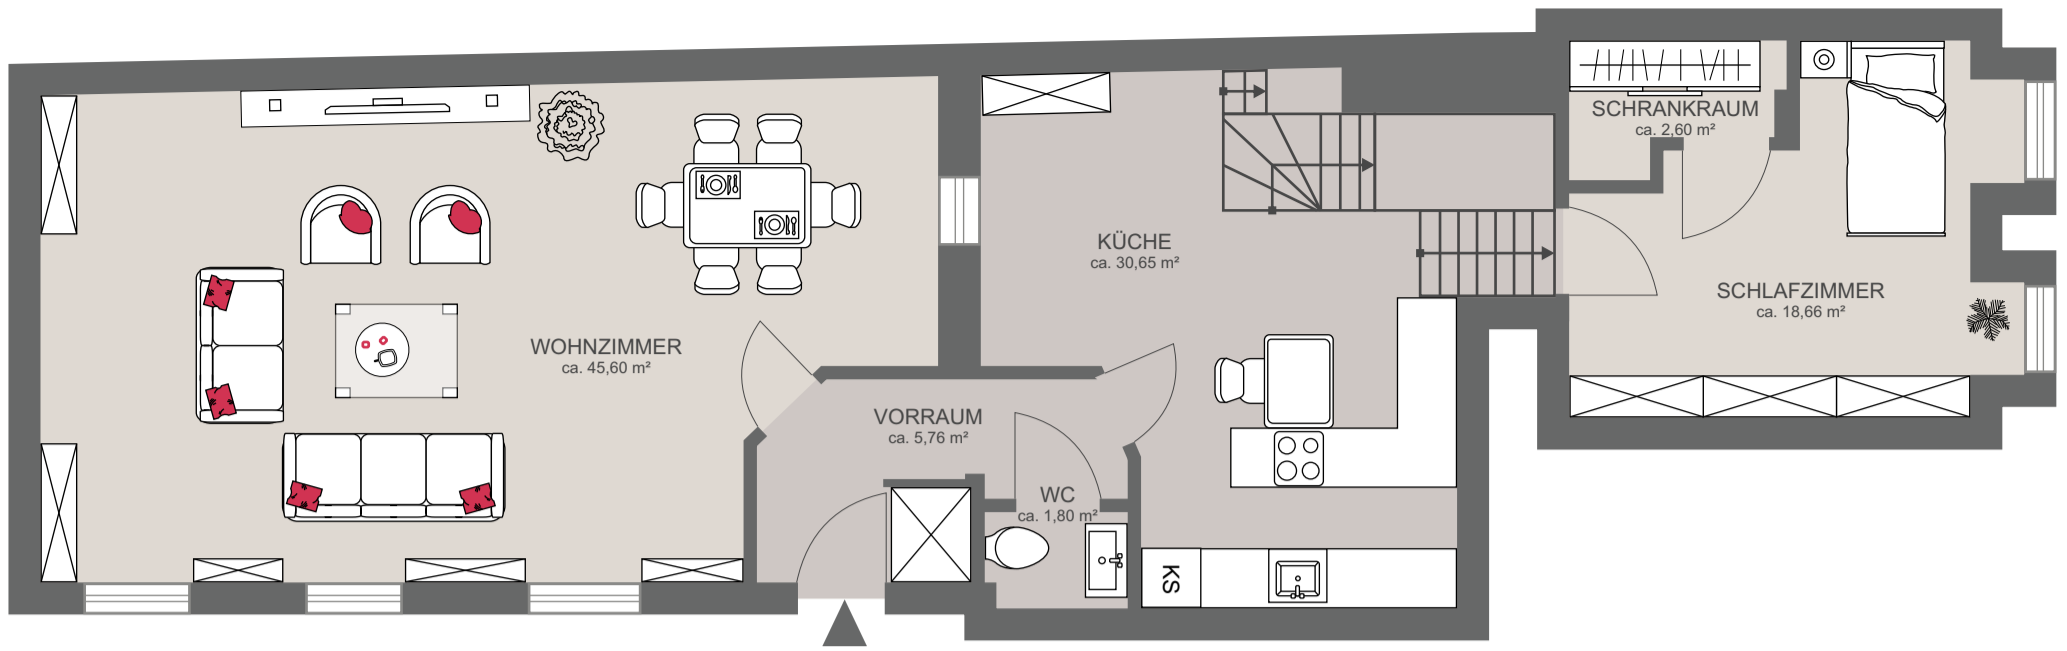 SCHRANKRAUM
ca. 2,60 m²
KÜCHE
ca. 30,65 m²
SCHLAFZIMMER
ca. 18,66 m²
WOHNZIMMER
ca. 45,60 m²
VORRAUM
ca. 5,76 m²
WC
ca. 1,80 m²
KS